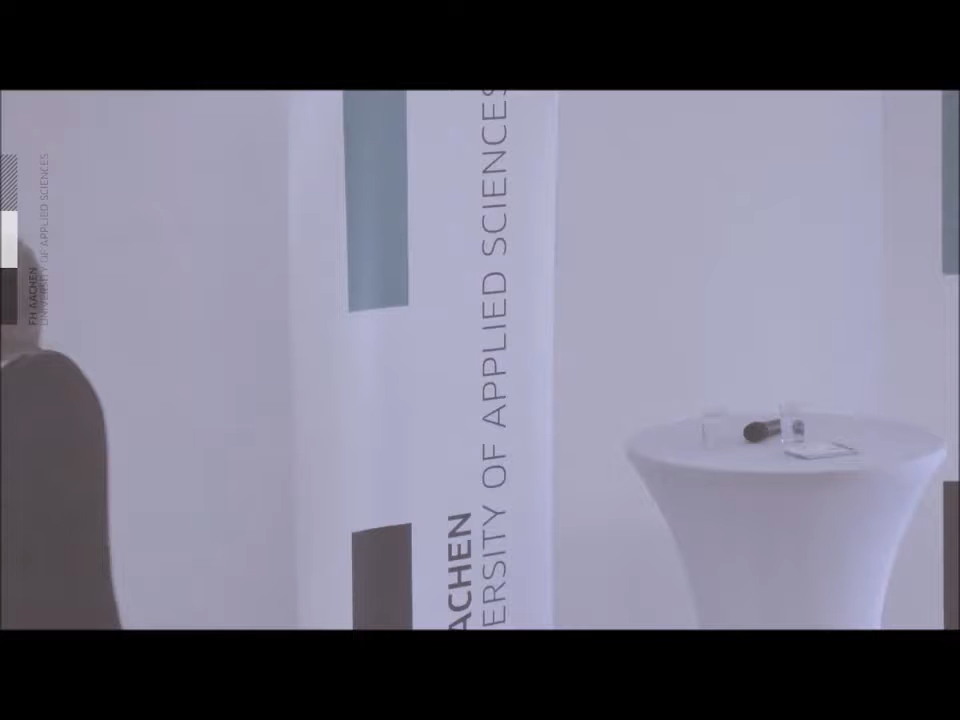 FH AACHEN
UNIVERSITY OF APPLIED SCIENCES
ACHEN
ERSITY OF APPLIED SCIENCES